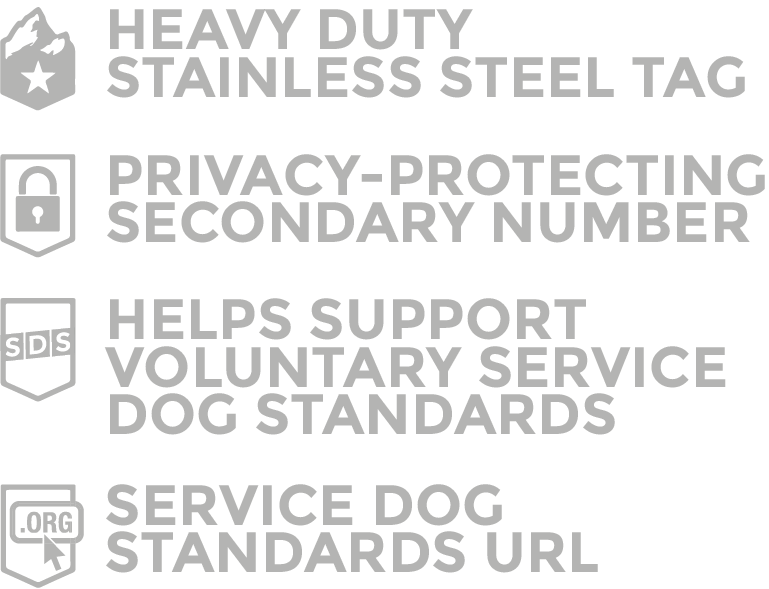 HEAVY DUTY
STAINLESS STEEL TAG
PRIVACY-PROTECTING
SECONDARY NUMBER
SDS
HELPS SUPPORT
VOLUNTARY SERVICE
DOG STANDARDS
.ORG
SERVICE DOG
STANDARDS URL